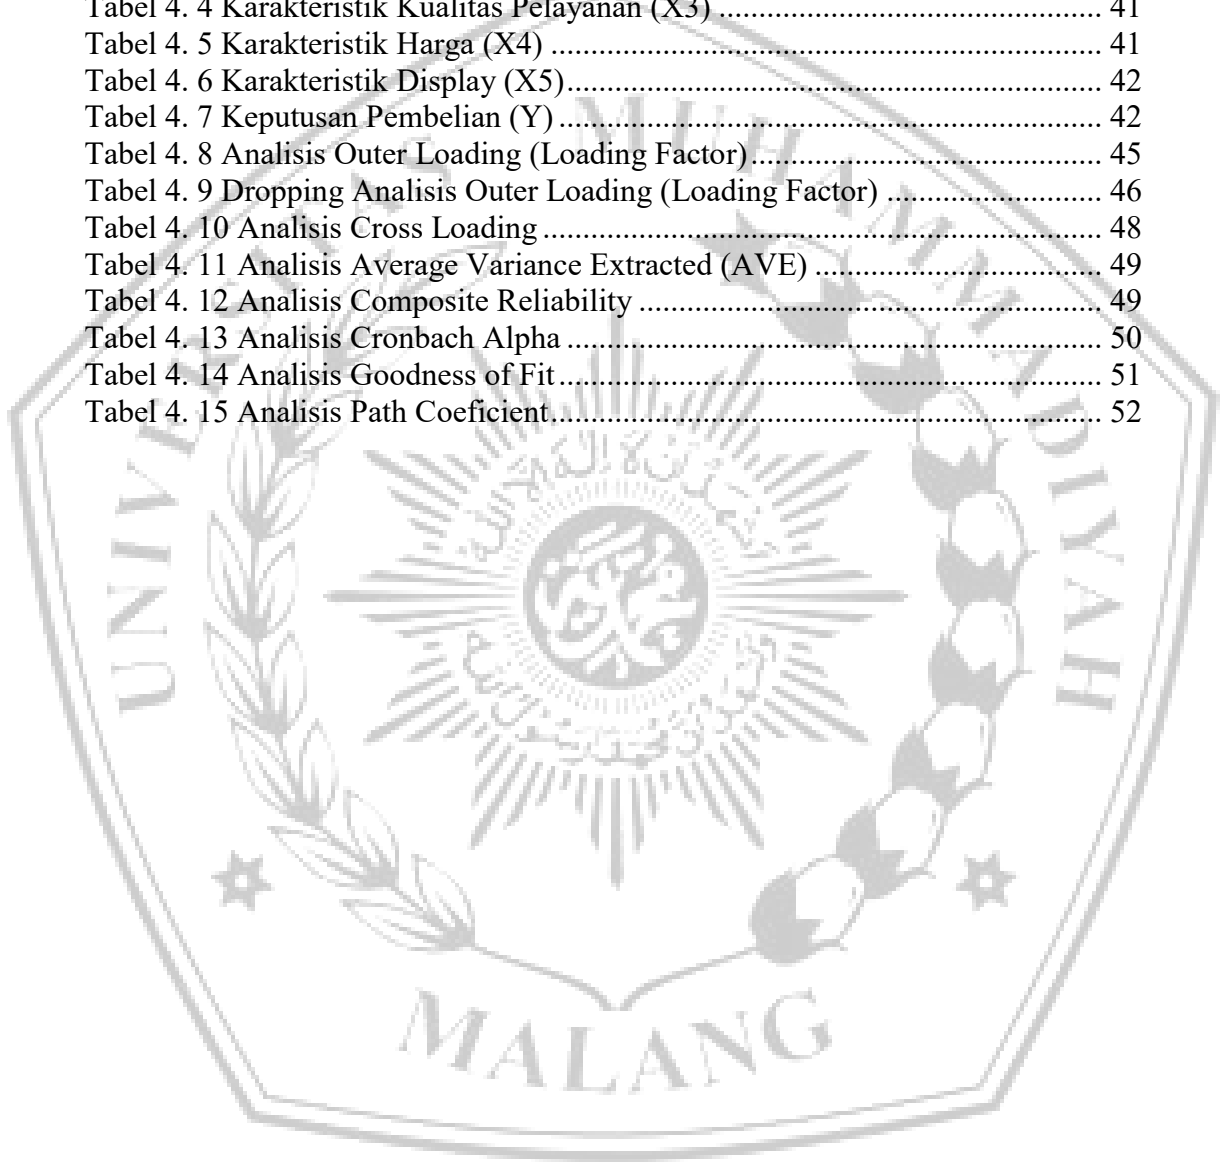 Tabel 4. 4 Karakteristik Kualitas Pelayanan (X3) ................................................ 41
Tabel 4. 5 Karakteristik Harga (X4) .................................................................... 41
Tabel 4. 6 Karakteristik Display (X5) .................................................................. 42
Tabel 4. 7 Keputusan Pembelian (Y) ................................................................... 42
Tabel 4. 8 Analisis Outer Loading (Loading Factor) ............................................ 45
Tabel 4. 9 Dropping Analisis Outer Loading (Loading Factor) ........................... 46
Tabel 4. 10 Analisis Cross Loading ..................................................................... 48
Tabel 4. 11 Analisis Average Variance Extracted (AVE) .................................... 49
Tabel 4. 12 Analisis Composite Reliability .......................................................... 49
Tabel 4. 13 Analisis Cronbach Alpha ................................................................... 50
Tabel 4. 14 Analisis Goodness of Fit .................................................................... 51
Tabel 4. 15 Analisis Path Coeficient ..................................................................... 52
UNIVERSITAS MUHAMMADIYAH
MALANG